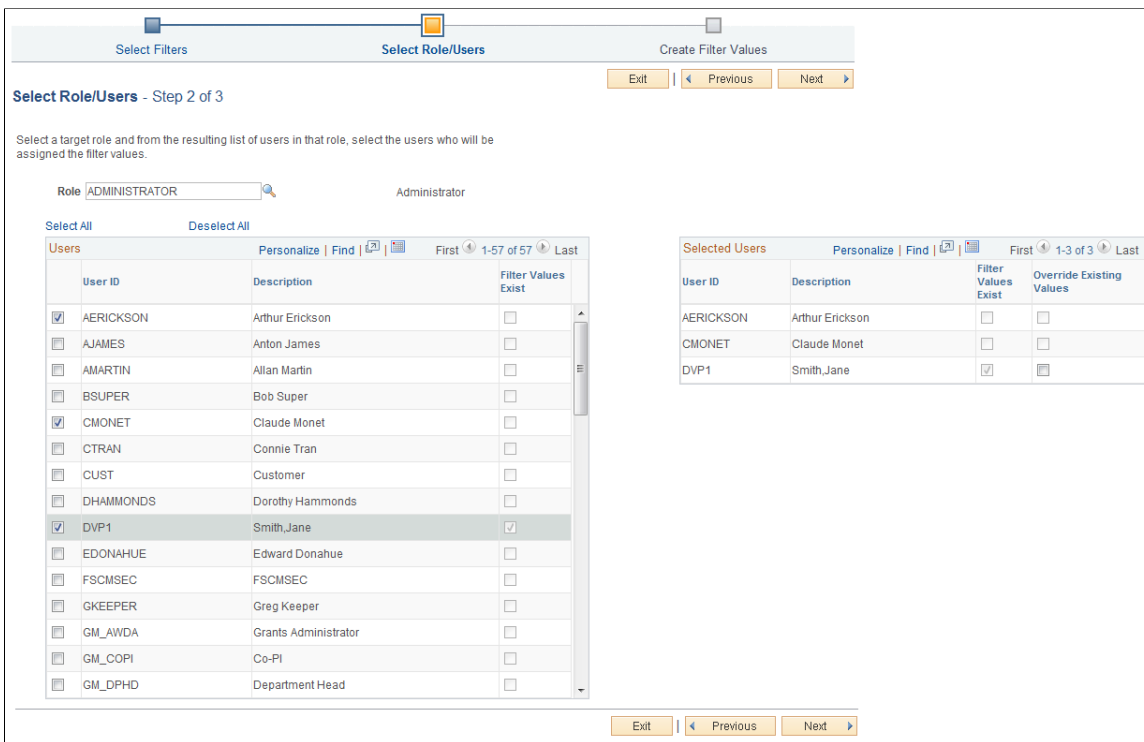 Select Filters Select Role/Users Create Filter Values
Exit | Previous Next
Select Role/Users - Step 2 of 3
Select a target role and from the resulting list of users in that role, select the users who will be
assigned the filter values.
Role ADMINISTRATOR Administrator
Select All Deselect All
Users Personalize | Find | | First 1-57 of 57 Last
User ID Description Filter Values
Exist
AERICKSON Arthur Erickson
AJAMES Anton James
AMARTIN Allan Martin
BSUPER Bob Super
CMONET Claude Monet
CTRAN Connie Tran
CUST Customer
DHAMMONDS Dorothy Hammonds
DVP1 Smith,Jane
EDONAHUE Edward Donahue
FSCMSEC FSCMSEC
GKEEPER Greg Keeper
GM_AWDA Grants Administrator
GM_COPI Co-PI
GM_DPHD Department Head
Selected Users Personalize | Find | | First 1-3 of 3 Last
User ID Description Filter
Values
Exist Override Existing
Values
AERICKSON Arthur Erickson
CMONET Claude Monet
DVP1 Smith,Jane
Exit | Previous Next